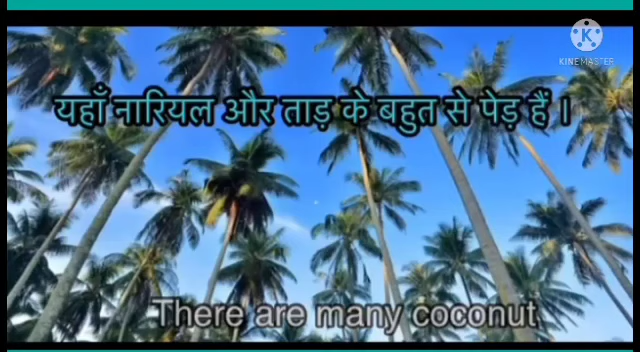 KINEMASTER
यहाँ नारियल और ताड़ के बहुत से पेड़ हैं ।
There are many coconut